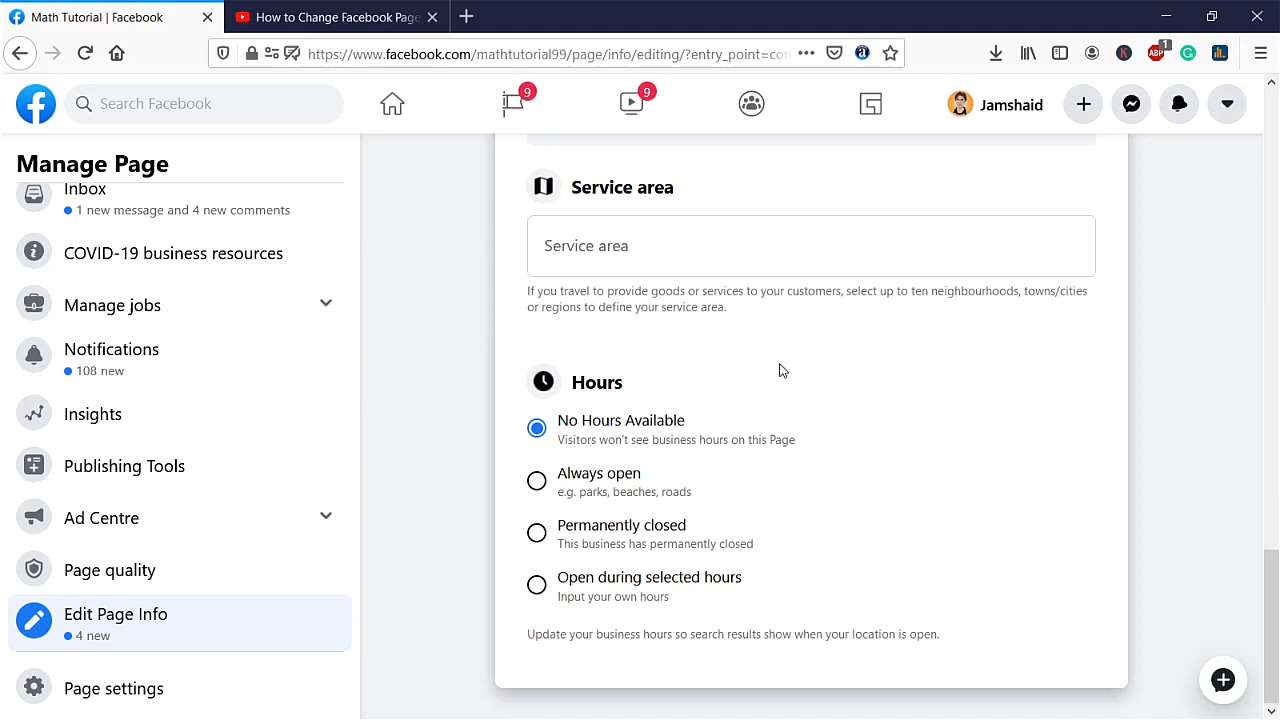 Math Tutorial | Facebook
How to Change Facebook Page
https://www.facebook.com/mathtutorial99/page/info/editing/?entry_point=con
Search Facebook
9
9
Jamshaid
1
Manage Page
Inbox
1 new message and 4 new comments
COVID-19 business resources
Manage jobs
Notifications
108 new
Insights
Publishing Tools
Ad Centre
Page quality
Edit Page Info
4 new
Page settings
Service area
Service area
If you travel to provide goods or services to your customers, select up to ten neighbourhoods, towns/cities
or regions to define your service area.
Hours
No Hours Available
Visitors won't see business hours on this Page
Always open
e.g. parks, beaches, roads
Permanently closed
This business has permanently closed
Open during selected hours
Input your own hours
Update your business hours so search results show when your location is open.